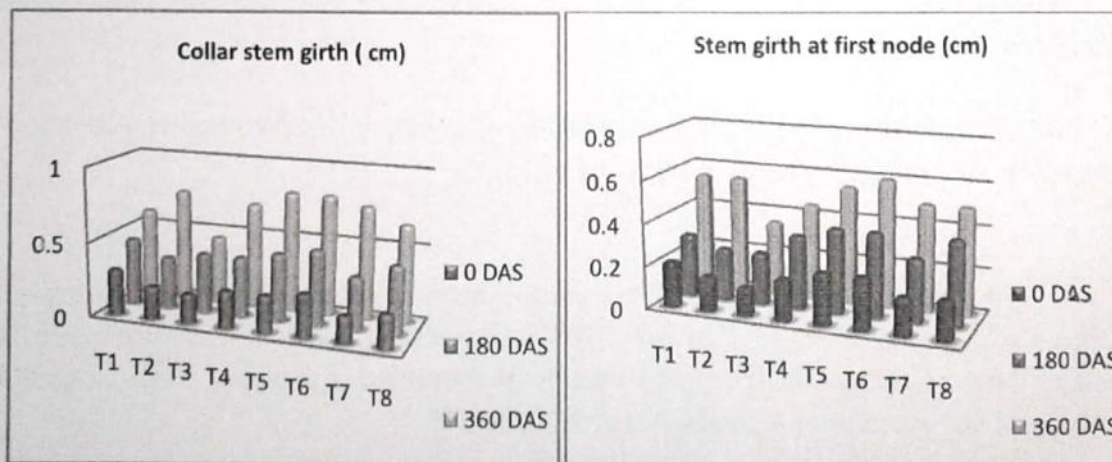 Collar stem girth ( cm)
1
0.5
0
T1 T2 T3 T4 T5 T6 T7 T8
0 DAS
180 DAS
360 DAS
Stem girth at first node (cm)
0.8
0.6
0.4
0.2
0
T1 T2 T3 T4 T5 T6 T7 T8
0 DAS
180 DAS
360 DAS